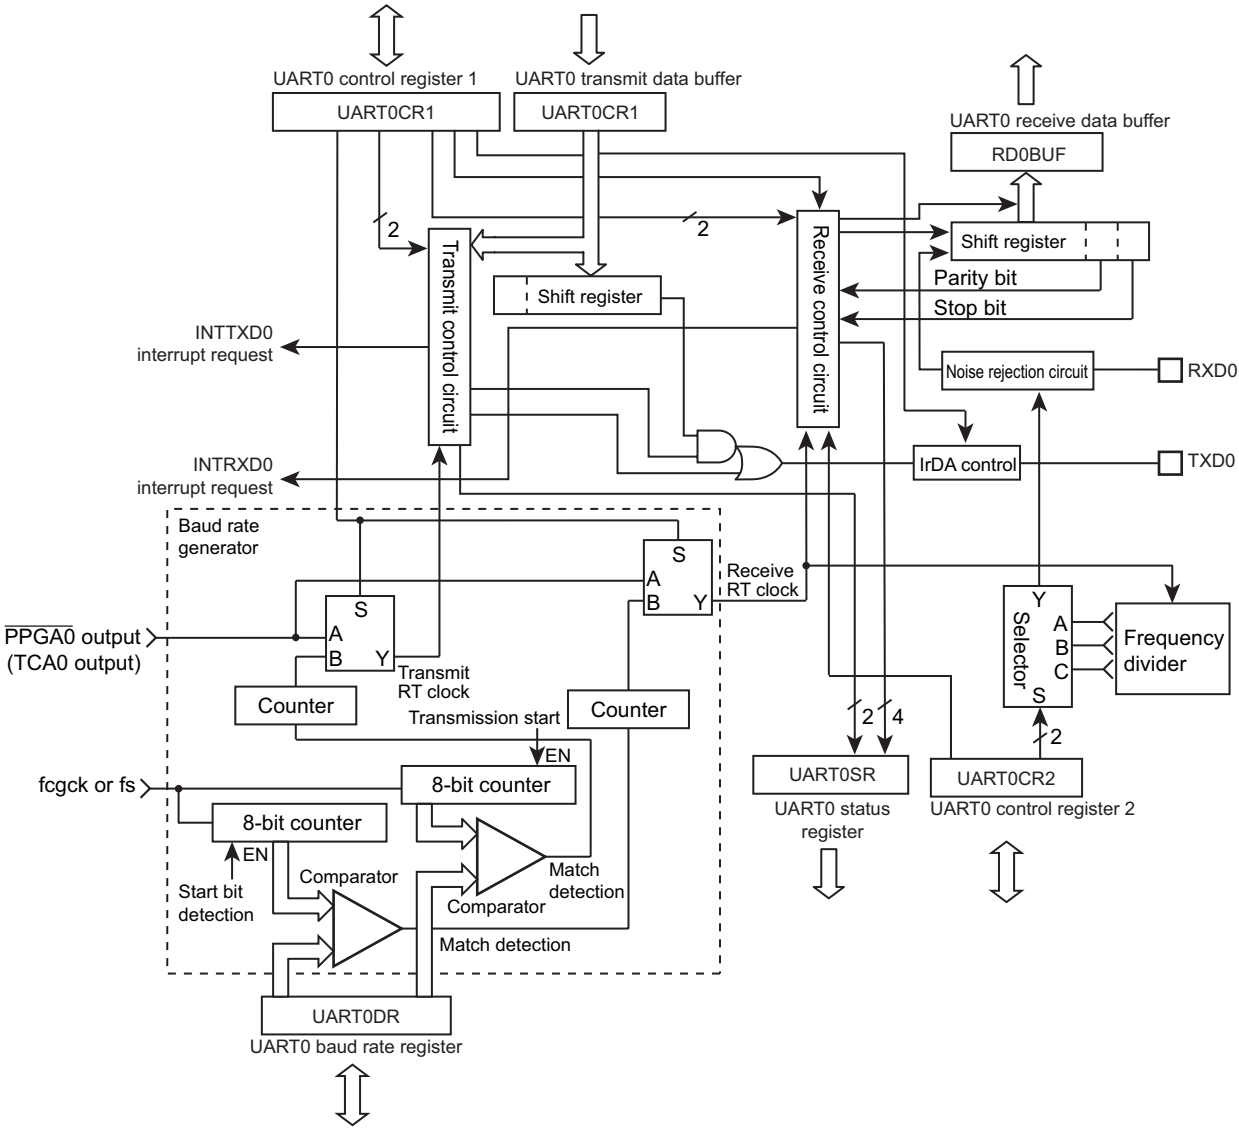 UART0 control register 1
UART0CR1
UART0 transmit data buffer
UART0CR1
UART0 receive data buffer
RD0BUF
2
2
Transmit control circuit
Receive control circuit
Shift register
Shift register
Parity bit
Stop bit
INTTXD0
interrupt request
Noise rejection circuit
RXD0
INTRXD0
interrupt request
IrDA control
TXD0
Baud rate
generator
S
A
B
Y
Receive
RT clock
S
A
B
Y
Transmit
RT clock
PPGA0 output
(TCA0 output)
Selector
Y
A
B
C
S
Frequency
divider
Counter
Counter
Transmission start
EN
2
4
2
fcgck or fs
8-bit counter
8-bit counter
EN
Start bit
detection
Comparator
Match
detection
Comparator
Match detection
UART0SR
UART0 status
register
UART0CR2
UART0 control register 2
UART0DR
UART0 baud rate register